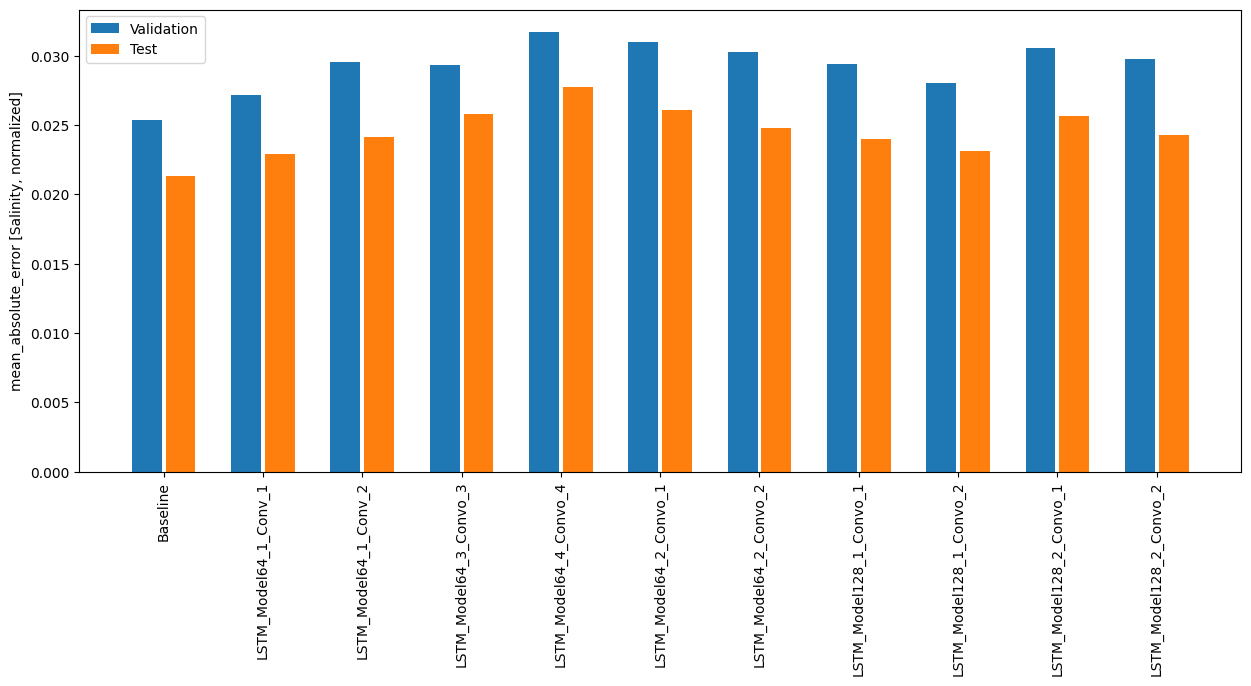 Validation
Test
mean_absolute_error [Salinity, normalized]
0.030
0.025
0.020
0.015
0.010
0.005
0.000
Baseline
LSTM_Model64_1_Conv_1
LSTM_Model64_1_Conv_2
LSTM_Model64_3_Convo_3
LSTM_Model64_4_Convo_4
LSTM_Model64_2_Convo_1
LSTM_Model64_2_Convo_2
LSTM_Model128_1_Convo_1
LSTM_Model128_1_Convo_2
LSTM_Model128_2_Convo_1
LSTM_Model128_2_Convo_2